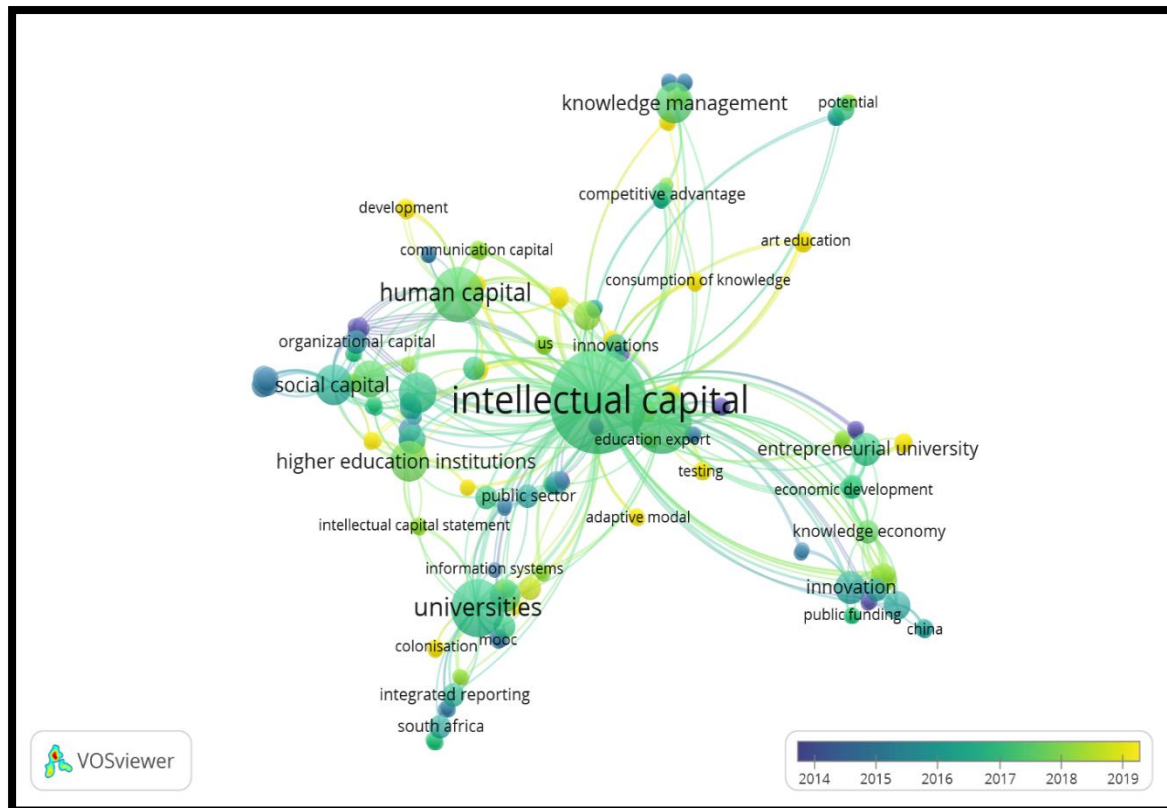 knowledge management
potential
competitive advantage
development
art education
communication capital
consumption of knowledge
human capital
organizational capital
us
innovations
social capital
intellectual capital
education export
entrepreneurial university
higher education institutions
testing
public sector
economic development
intellectual capital statement
adaptive modal
knowledge economy
information systems
innovation
universities
public funding
china
mooc
colonisation
integrated reporting
south africa
VOSviewer
2014 2015 2016 2017 2018 2019